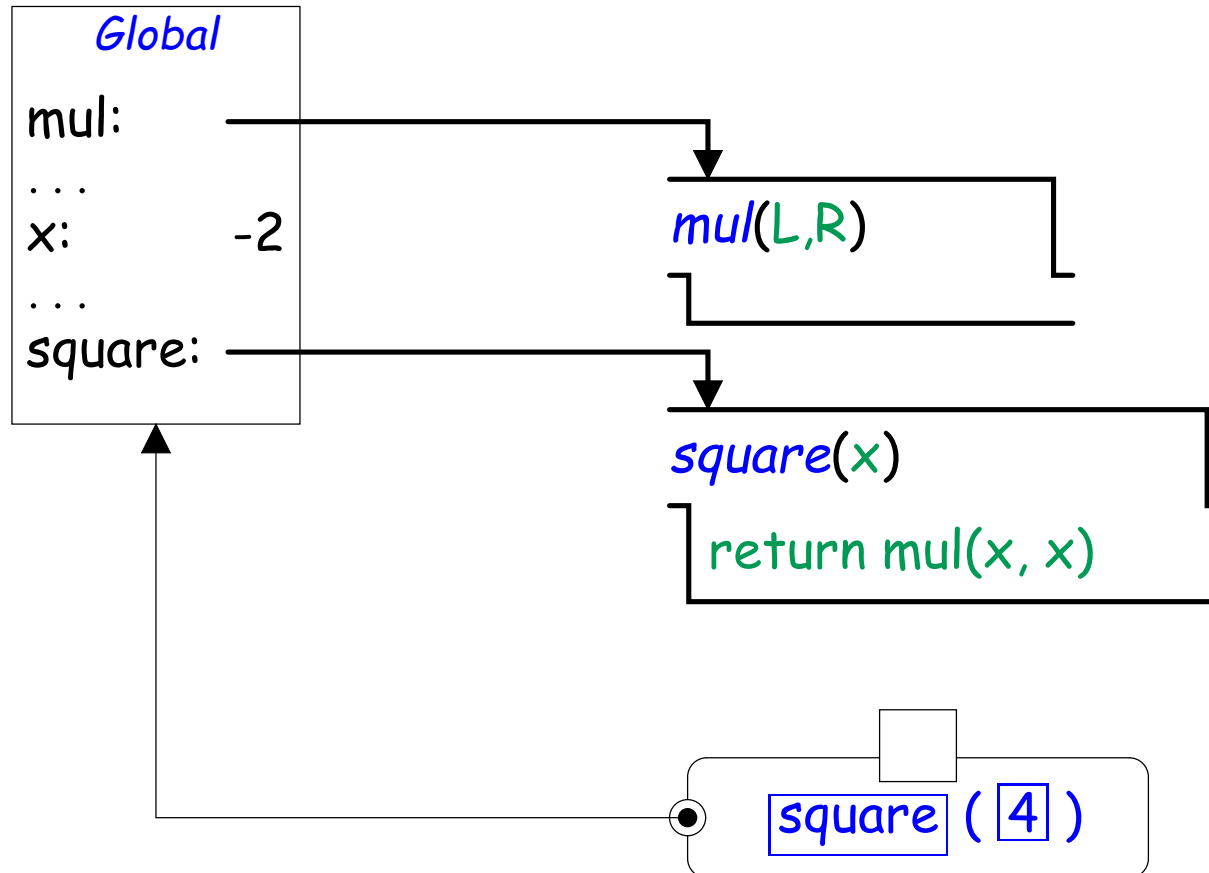 Global
mul:
. . .
x: -2
. . .
square:
mul(L,R)
square(x)
return mul(x, x)
square ( 4 )